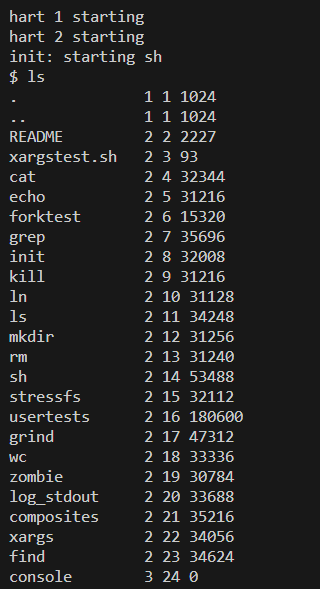 hart 1 starting
hart 2 starting
init: starting sh
$ ls
.              1 1 1024
..             1 1 1024
README         2 2 2227
xargstest.sh   2 3 93
cat            2 4 32344
echo           2 5 31216
forktest       2 6 15320
grep           2 7 35696
init           2 8 32008
kill           2 9 31216
ln             2 10 31128
ls             2 11 34248
mkdir          2 12 31256
rm             2 13 31240
sh             2 14 53488
stressfs       2 15 32112
usertests      2 16 180600
grind          2 17 47312
wc             2 18 33336
zombie         2 19 30784
log_stdout     2 20 33688
composites     2 21 35216
xargs          2 22 34056
find           2 23 34624
console        3 24 0